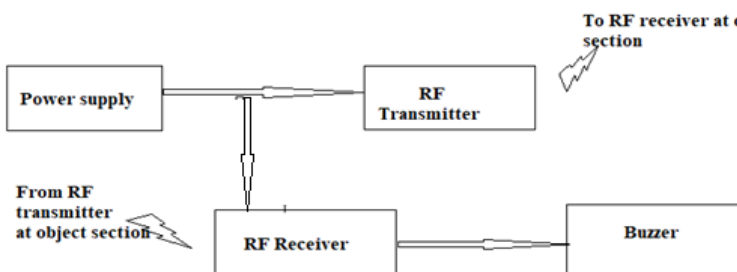 To RF receiver at
section
Power supply
RF
Transmitter
From RF
transmitter
at object section
RF Receiver
Buzzer